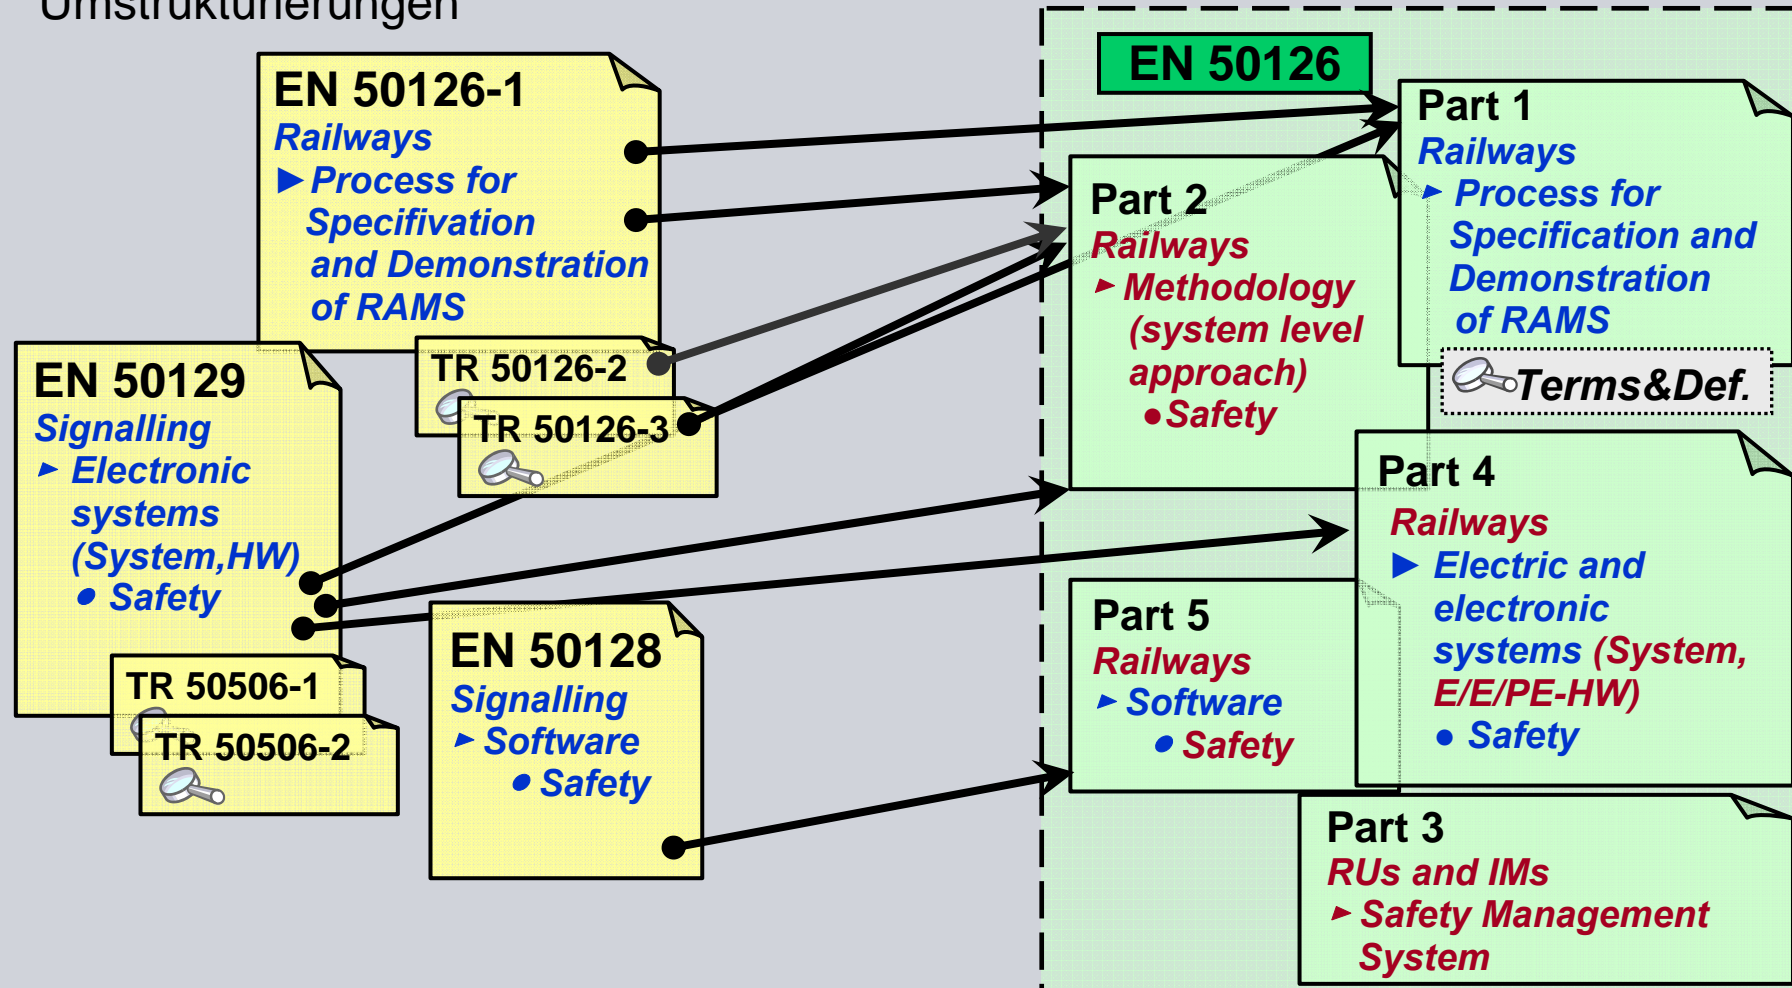 Umstrukturierungen
EN 50126-1
Railways
Process for
Specifivation
and Demonstration
of RAMS
TR 50126-2
TR 50126-3
EN 50129
Signalling
Electronic
systems
(System,HW)
Safety
TR 50506-1
TR 50506-2
EN 50128
Signalling
Software
Safety
EN 50126
Part 1
Railways
Process for
Specification and
Demonstration
of RAMS
Terms&Def.
Part 2
Railways
Methodology
(system level
approach)
Safety
Part 4
Railways
Electric and
electronic
systems (System,
E/E/PE-HW)
Safety
Part 5
Railways
Software
Safety
Part 3
RUs and IMs
Safety Management
System